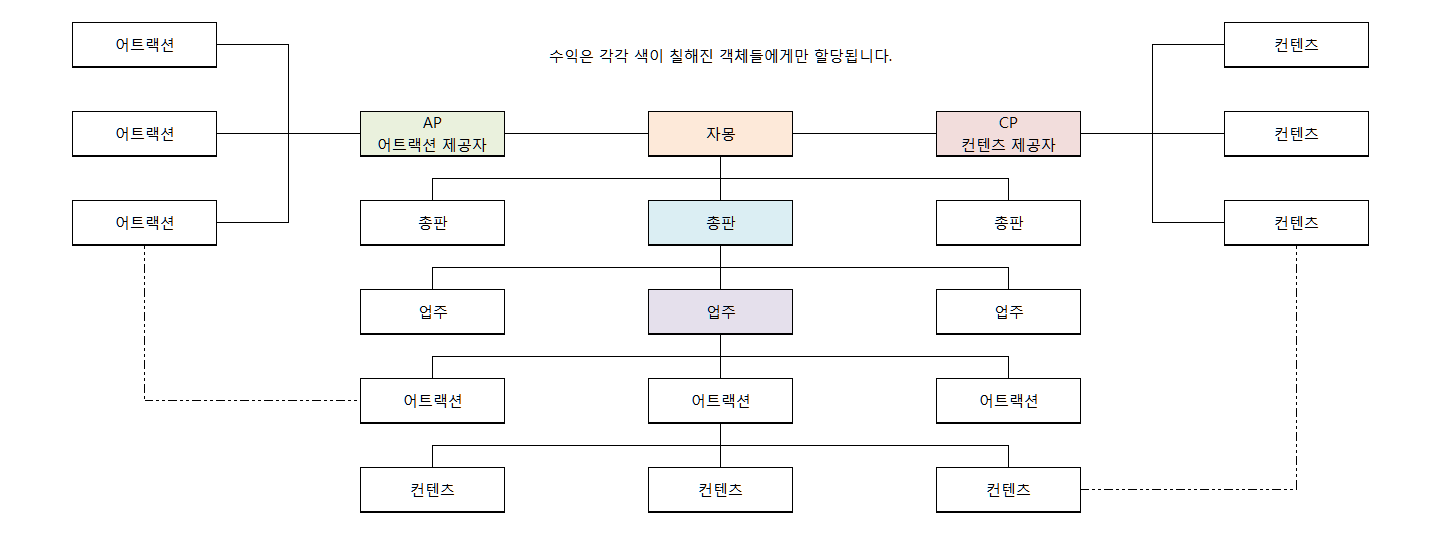 어트랙션
컨텐츠
수익은 각각 색이 칠해진 객체들에게만 할당됩니다.
어트랙션
AP
어트랙션 제공자
자몽
CP
컨텐츠 제공자
컨텐츠
어트랙션
총판
총판
총판
컨텐츠
업주
업주
업주
어트랙션
어트랙션
어트랙션
컨텐츠
컨텐츠
컨텐츠